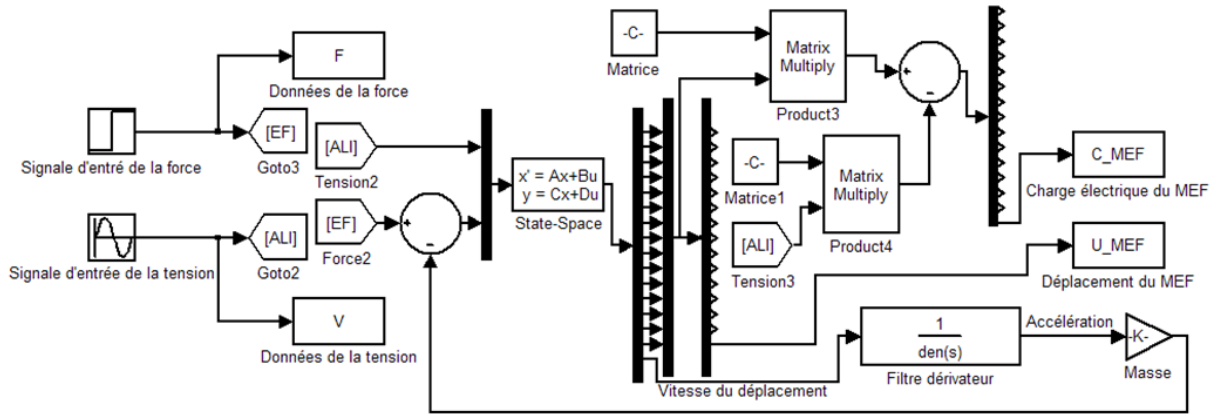 F
Données de la force
[EF]
Goto3
Signale d'entré de la force
[ALI]
Tension2
[EF]
Force2
Signale d'entrée de la tension
[ALI]
Goto2
V
Données de la tension
+
-
x' = Ax+Bu
y = Cx+Du
State-Space
-C-
Matrice
Matrix
Multiply
Product3
-C-
Matrice1
[ALI]
Tension3
Matrix
Multiply
Product4
+
-
C_MEF
Charge électrique du MEF
U_MEF
Déplacement du MEF
Vitesse du déplacement
1
den(s)
Filtre dérivateur
Accélération
-K-
Masse